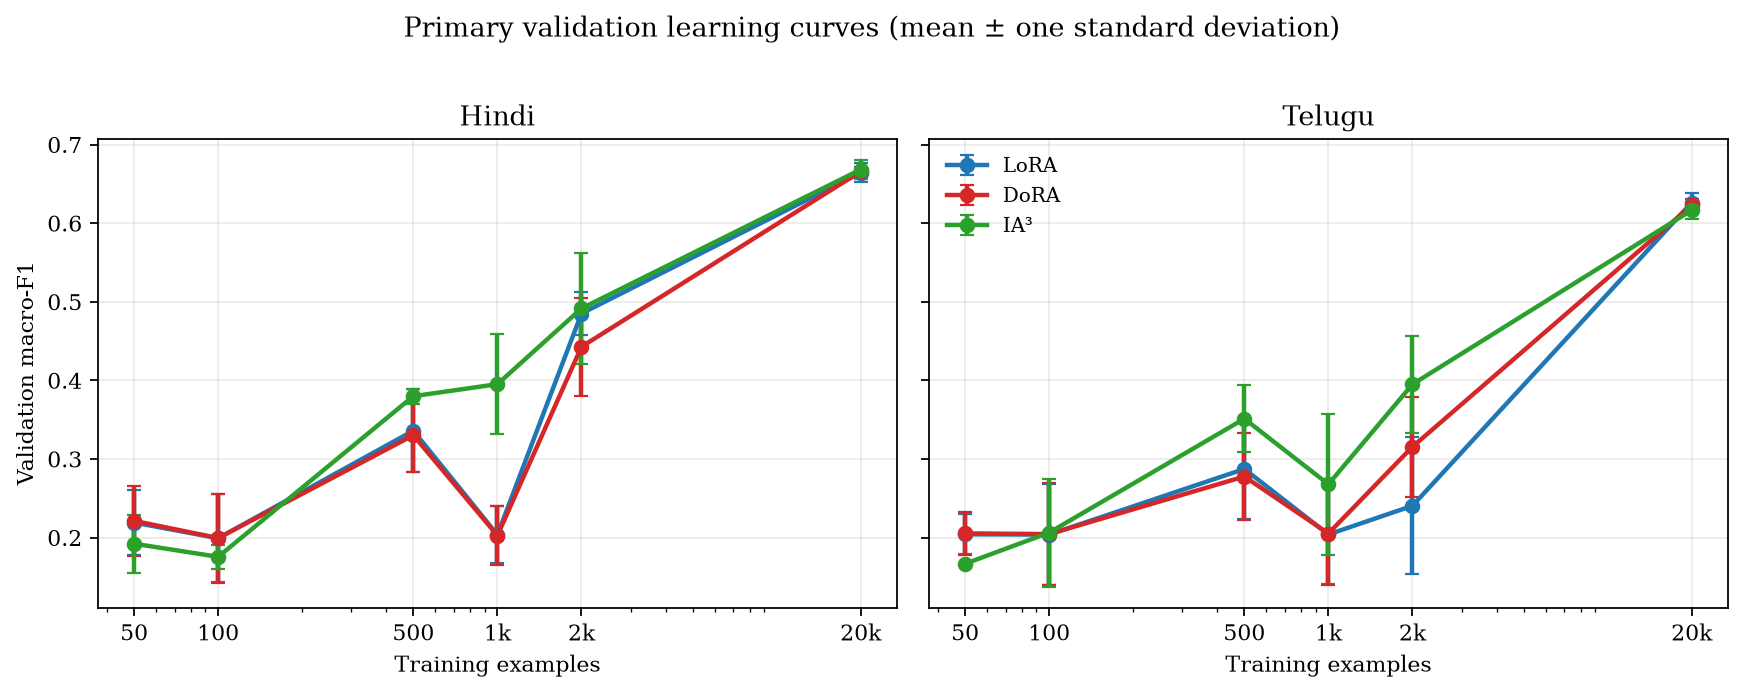 Primary validation learning curves (mean ± one standard deviation)
Hindi
Validation macro-F1
0.7
0.6
0.5
0.4
0.3
0.2
50 100 500 1k 2k 20k
Training examples
Telugu
LoRA
DoRA
IA³
50 100 500 1k 2k 20k
Training examples